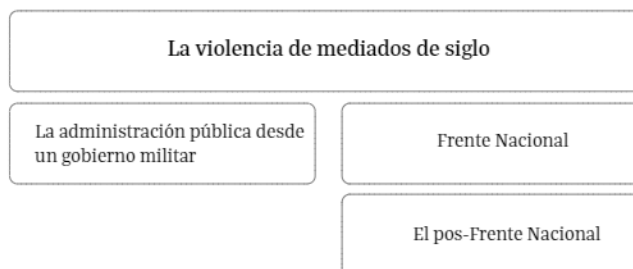 La violencia de mediados de siglo
La administración pública desde
un gobierno militar
Frente Nacional
El pos-Frente Nacional